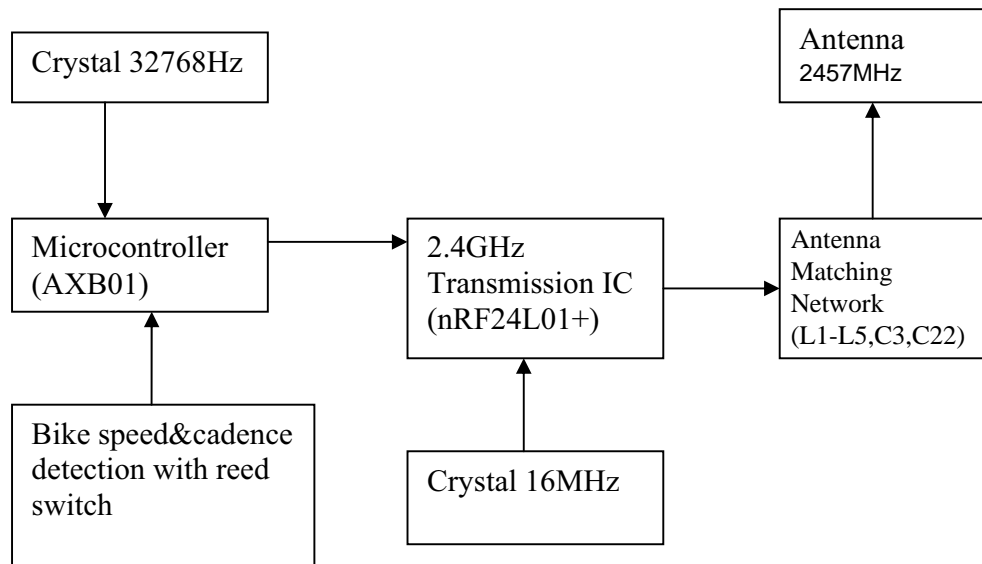 Crystal 32768Hz
Antenna
2457MHz
Microcontroller
(AXB01)
2.4GHz
Transmission IC
(nRF24L01+)
Antenna
Matching
Network
(L1-L5,C3,C22)
Bike speed&cadence
detection with reed
switch
Crystal 16MHz